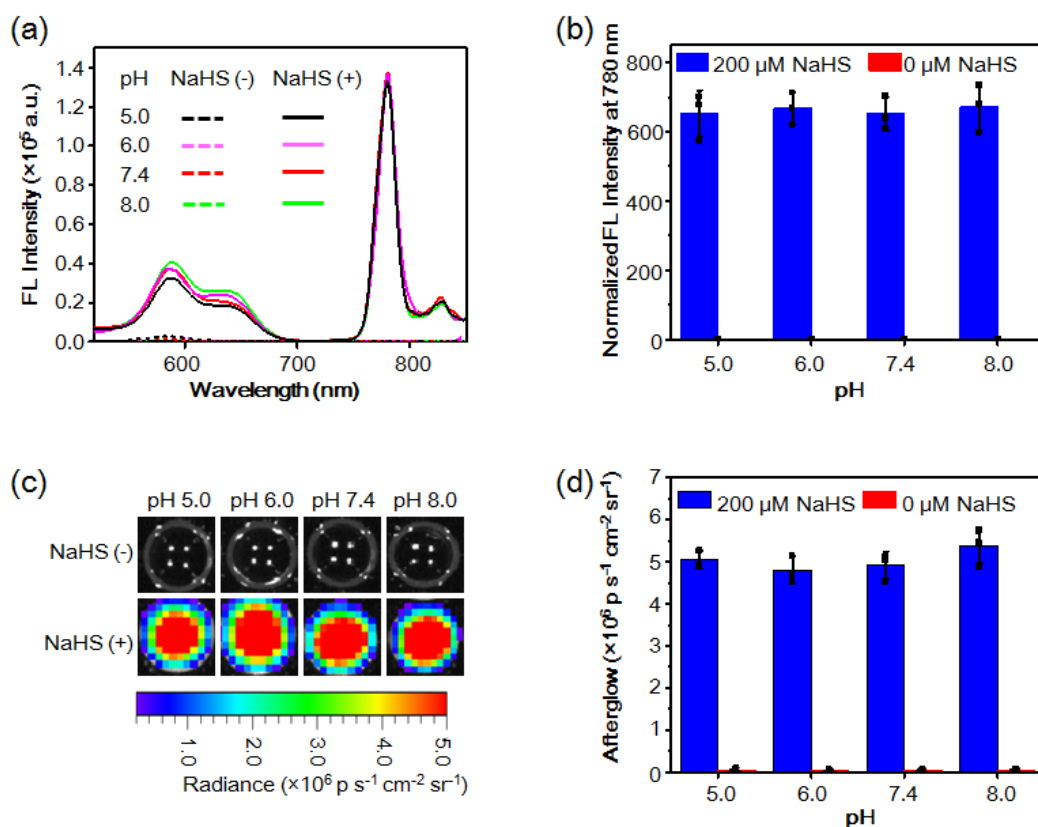 (a)
pH NaHS (-) NaHS (+)
5.0
6.0
7.4
8.0
FL Intensity (×10⁵ a.u.)
1.4
1.2
1.0
0.8
0.6
0.4
0.2
0.0
600 700 800
Wavelength (nm)
(b)
200 µM NaHS 0 µM NaHS
Normalized FL Intensity at 780 nm
800
600
400
200
0
5.0 6.0 7.4 8.0
pH
(c)
pH 5.0 pH 6.0 pH 7.4 pH 8.0
NaHS (-)
NaHS (+)
1.0 2.0 3.0 4.0 5.0
Radiance (×10⁶ p s⁻¹ cm⁻² sr⁻¹)
(d)
200 µM NaHS 0 µM NaHS
Afterglow (×10⁶ p s⁻¹ cm⁻² sr⁻¹)
7
6
5
4
3
2
1
0
5.0 6.0 7.4 8.0
pH